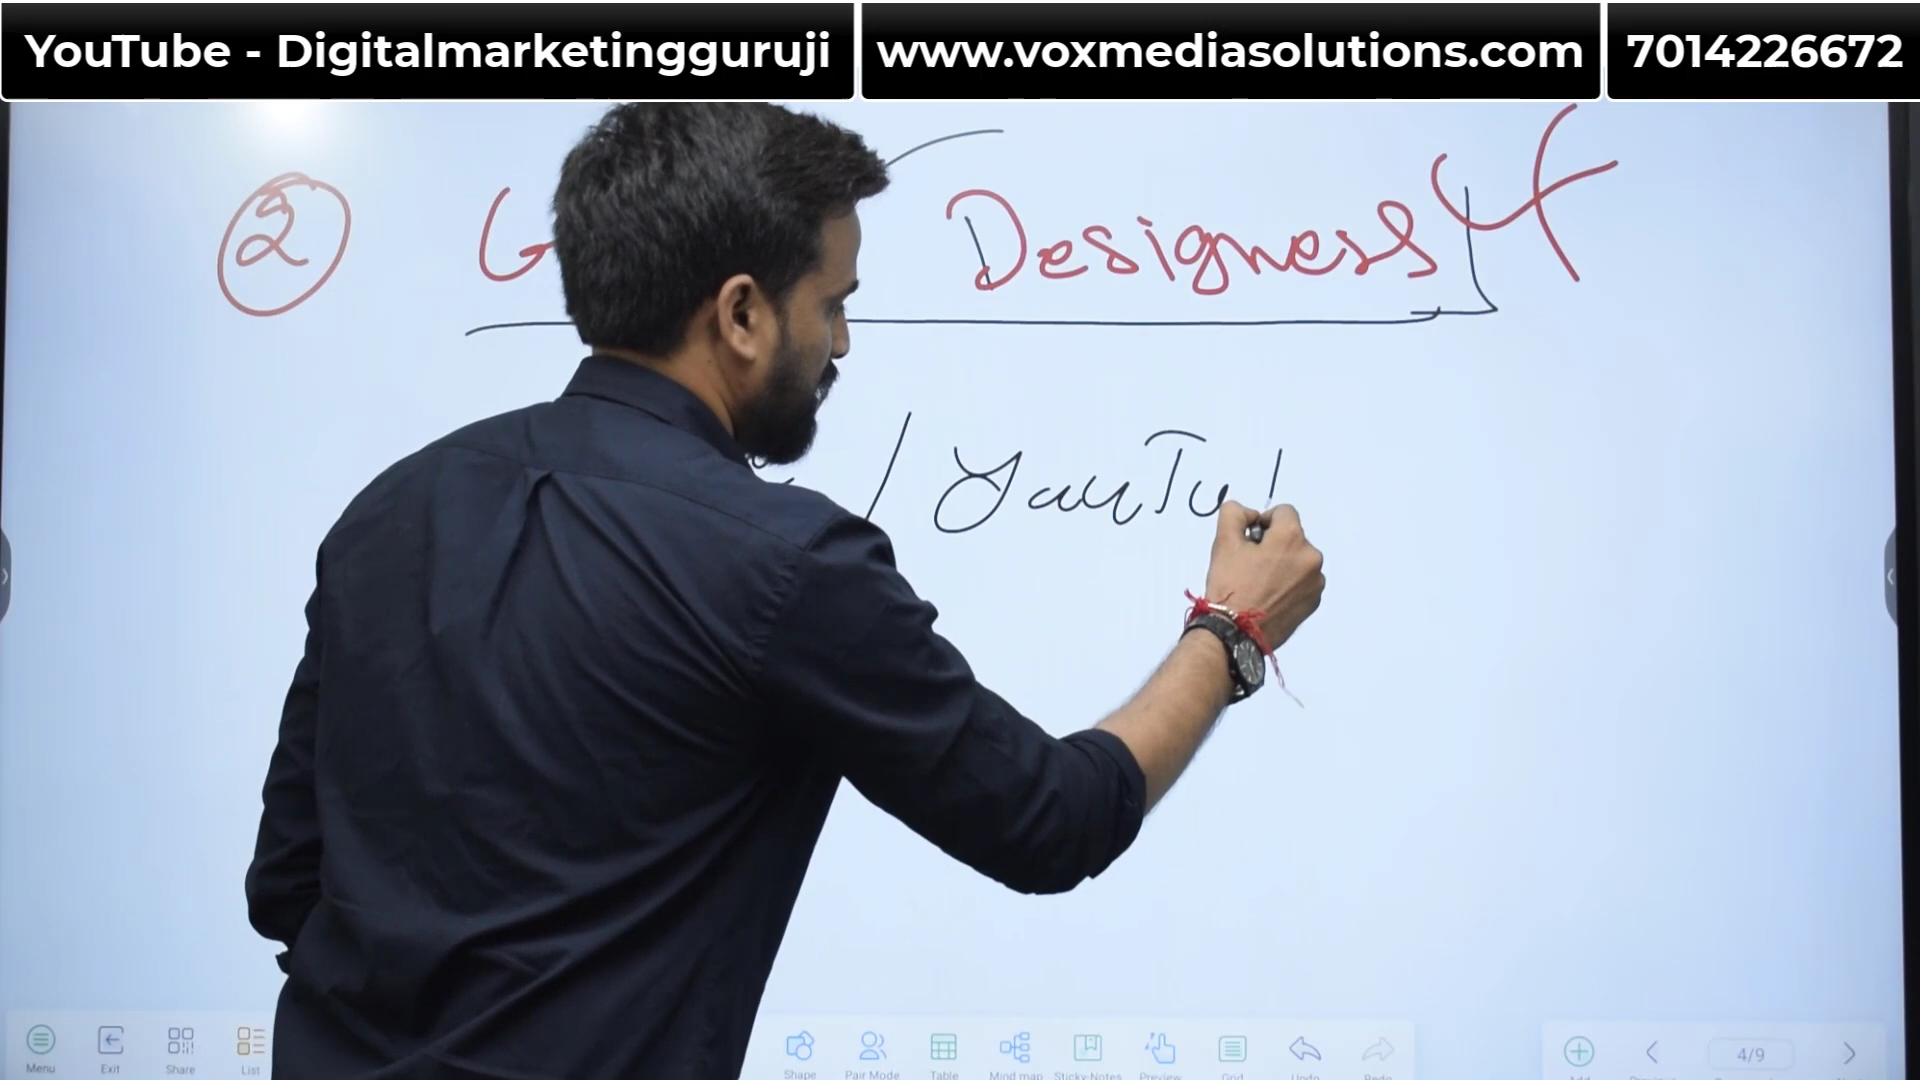 YouTube - Digitalmarketingguruji www.voxmediasolutions.com 7014226672
2 G Designers
/ YouTub
Menu Exit Share List Shape Pair Mode Table Mind map Sticky-Notes Preview Grid Undo Redo Add 4/9